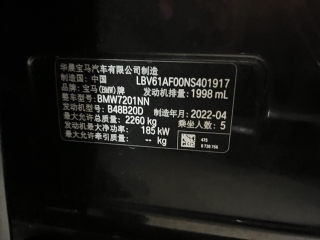 华晨宝马汽车有限公司制造
制造国：中国 LBV61AF00NS401917
品牌：宝马(BMW)牌 发动机排量：1998 mL
整车型号：BMW7201NN
发动机型号：B48B20D 制造年月：2022-04
最大允许总质量：2260 kg 乘坐人数：5
发动机最大净功率：185 kW
最大允许牵引质量：-- kg